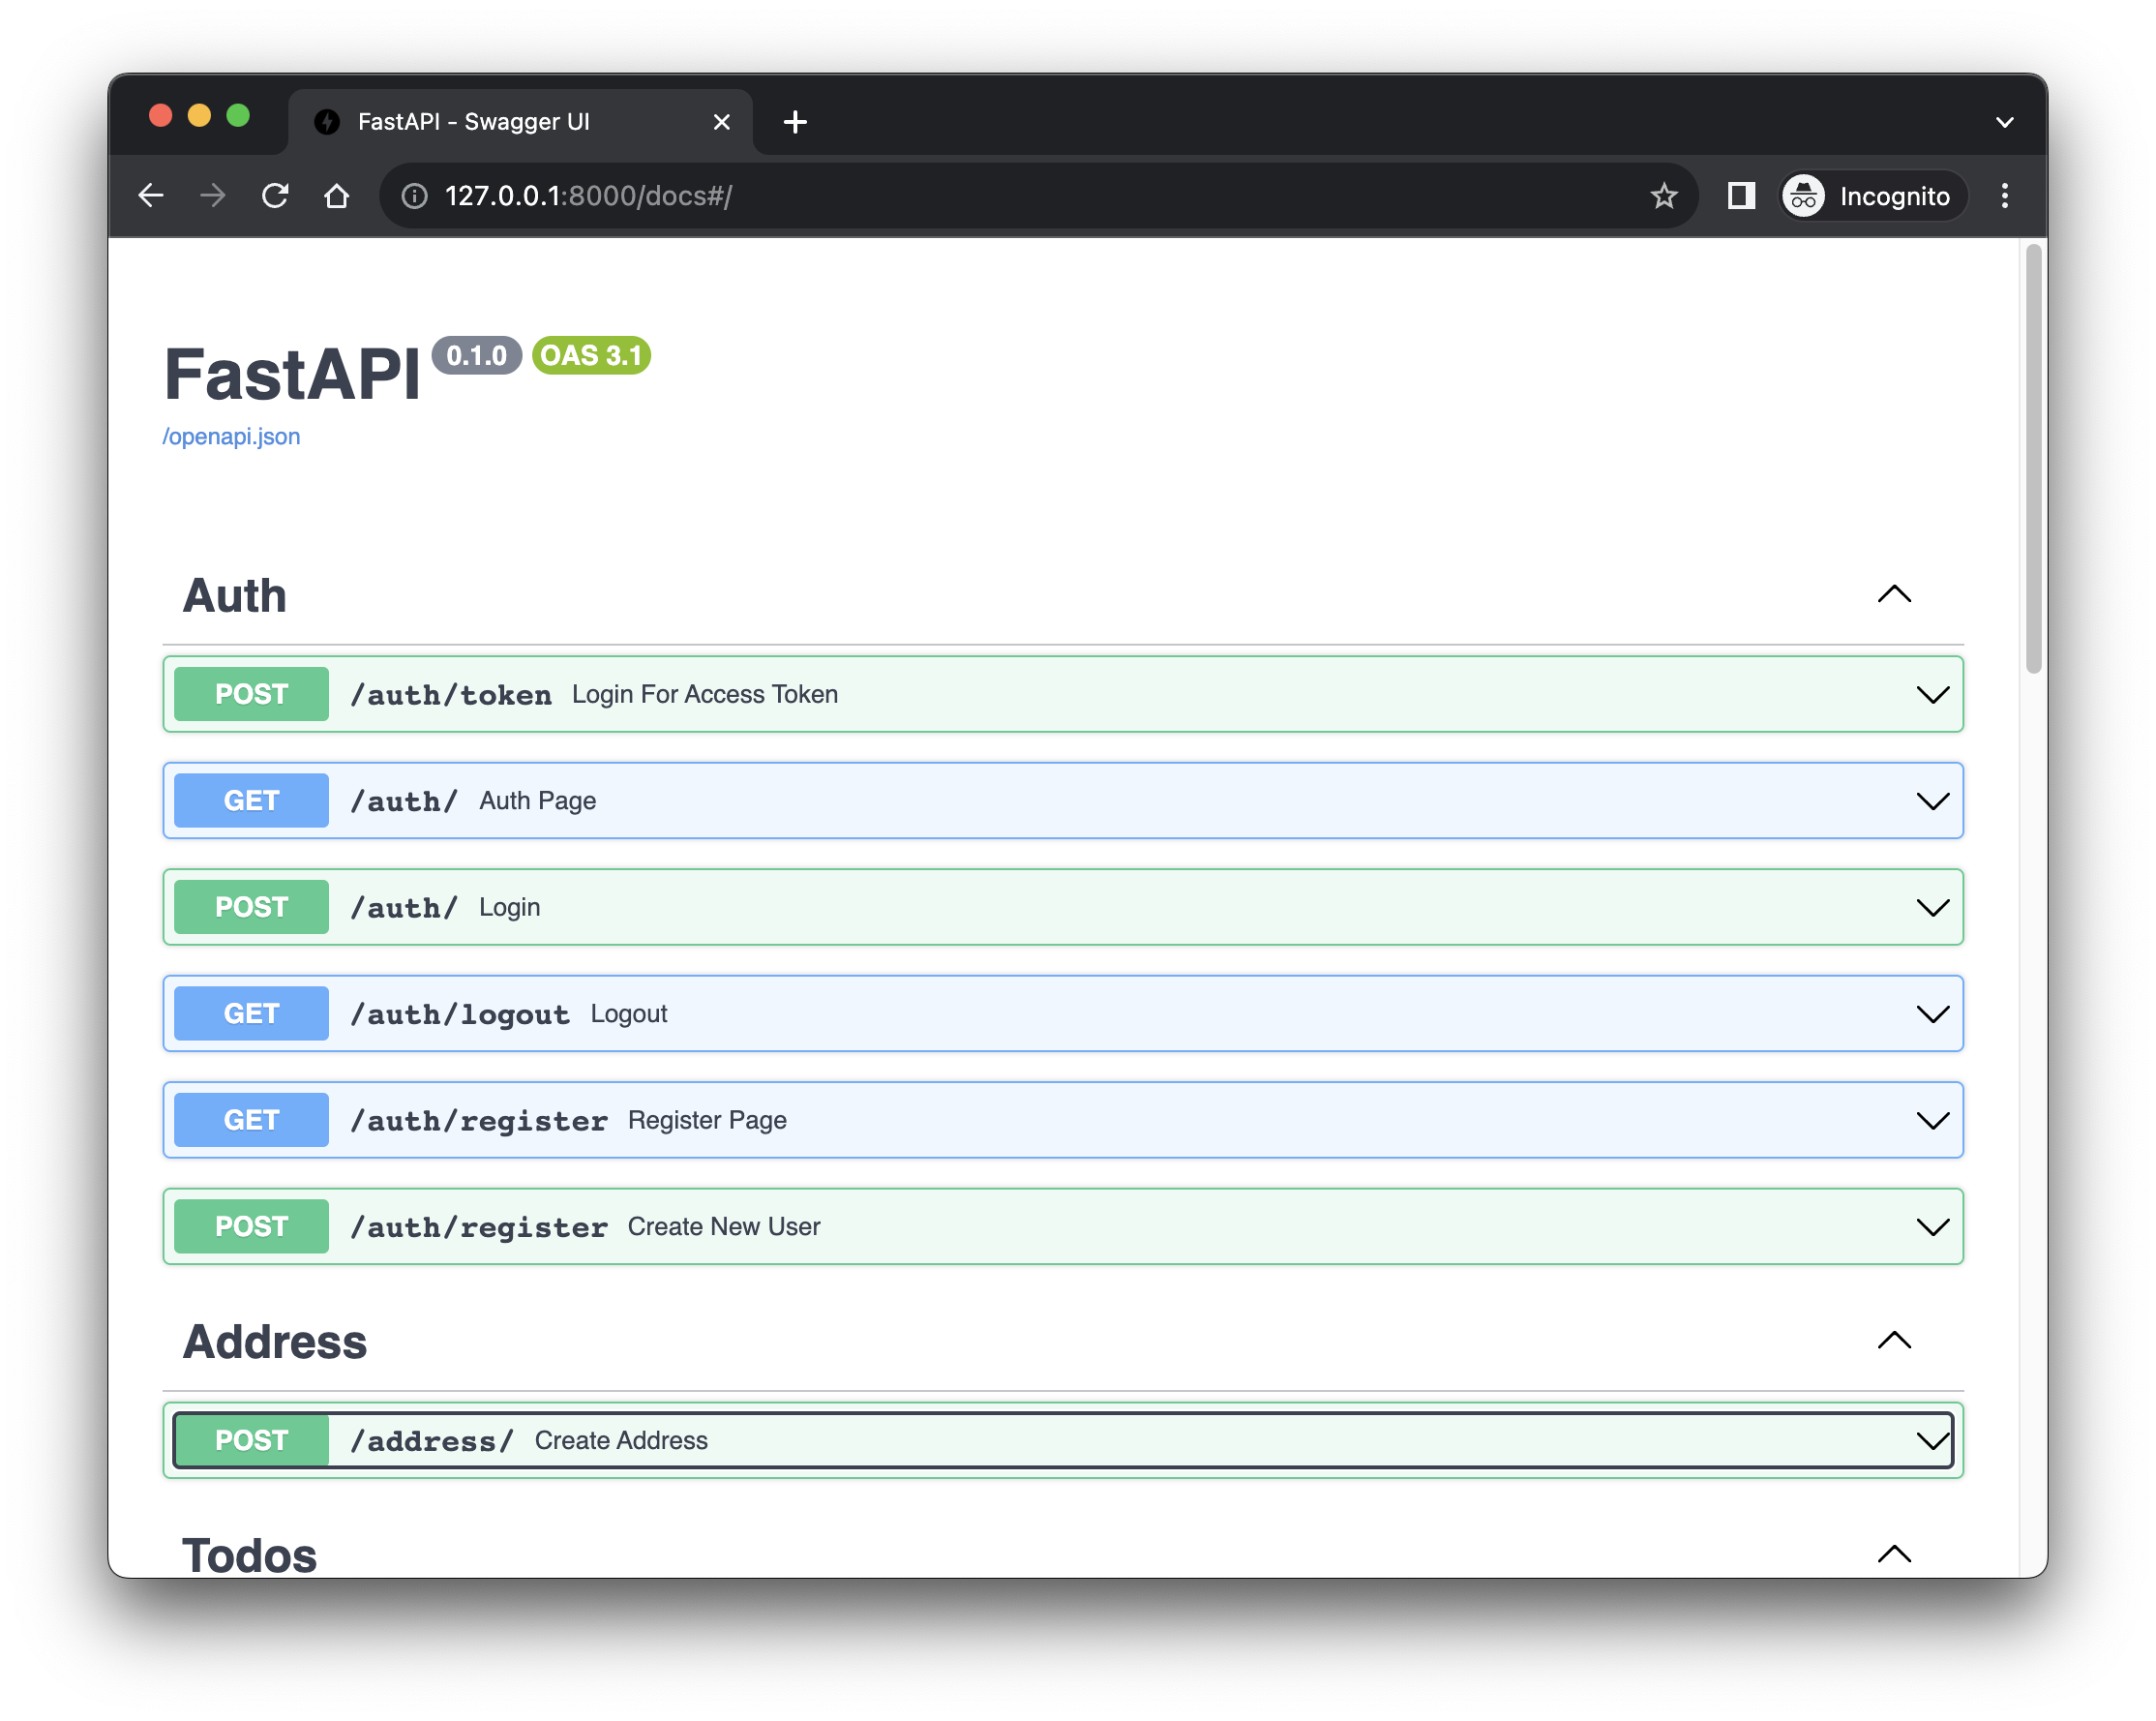 FastAPI - Swagger UI
127.0.0.1:8000/docs#/
Incognito
FastAPI 0.1.0 OAS 3.1
/openapi.json
Auth
POST /auth/token Login For Access Token
GET /auth/ Auth Page
POST /auth/ Login
GET /auth/logout Logout
GET /auth/register Register Page
POST /auth/register Create New User
Address
POST /address/ Create Address
Todos